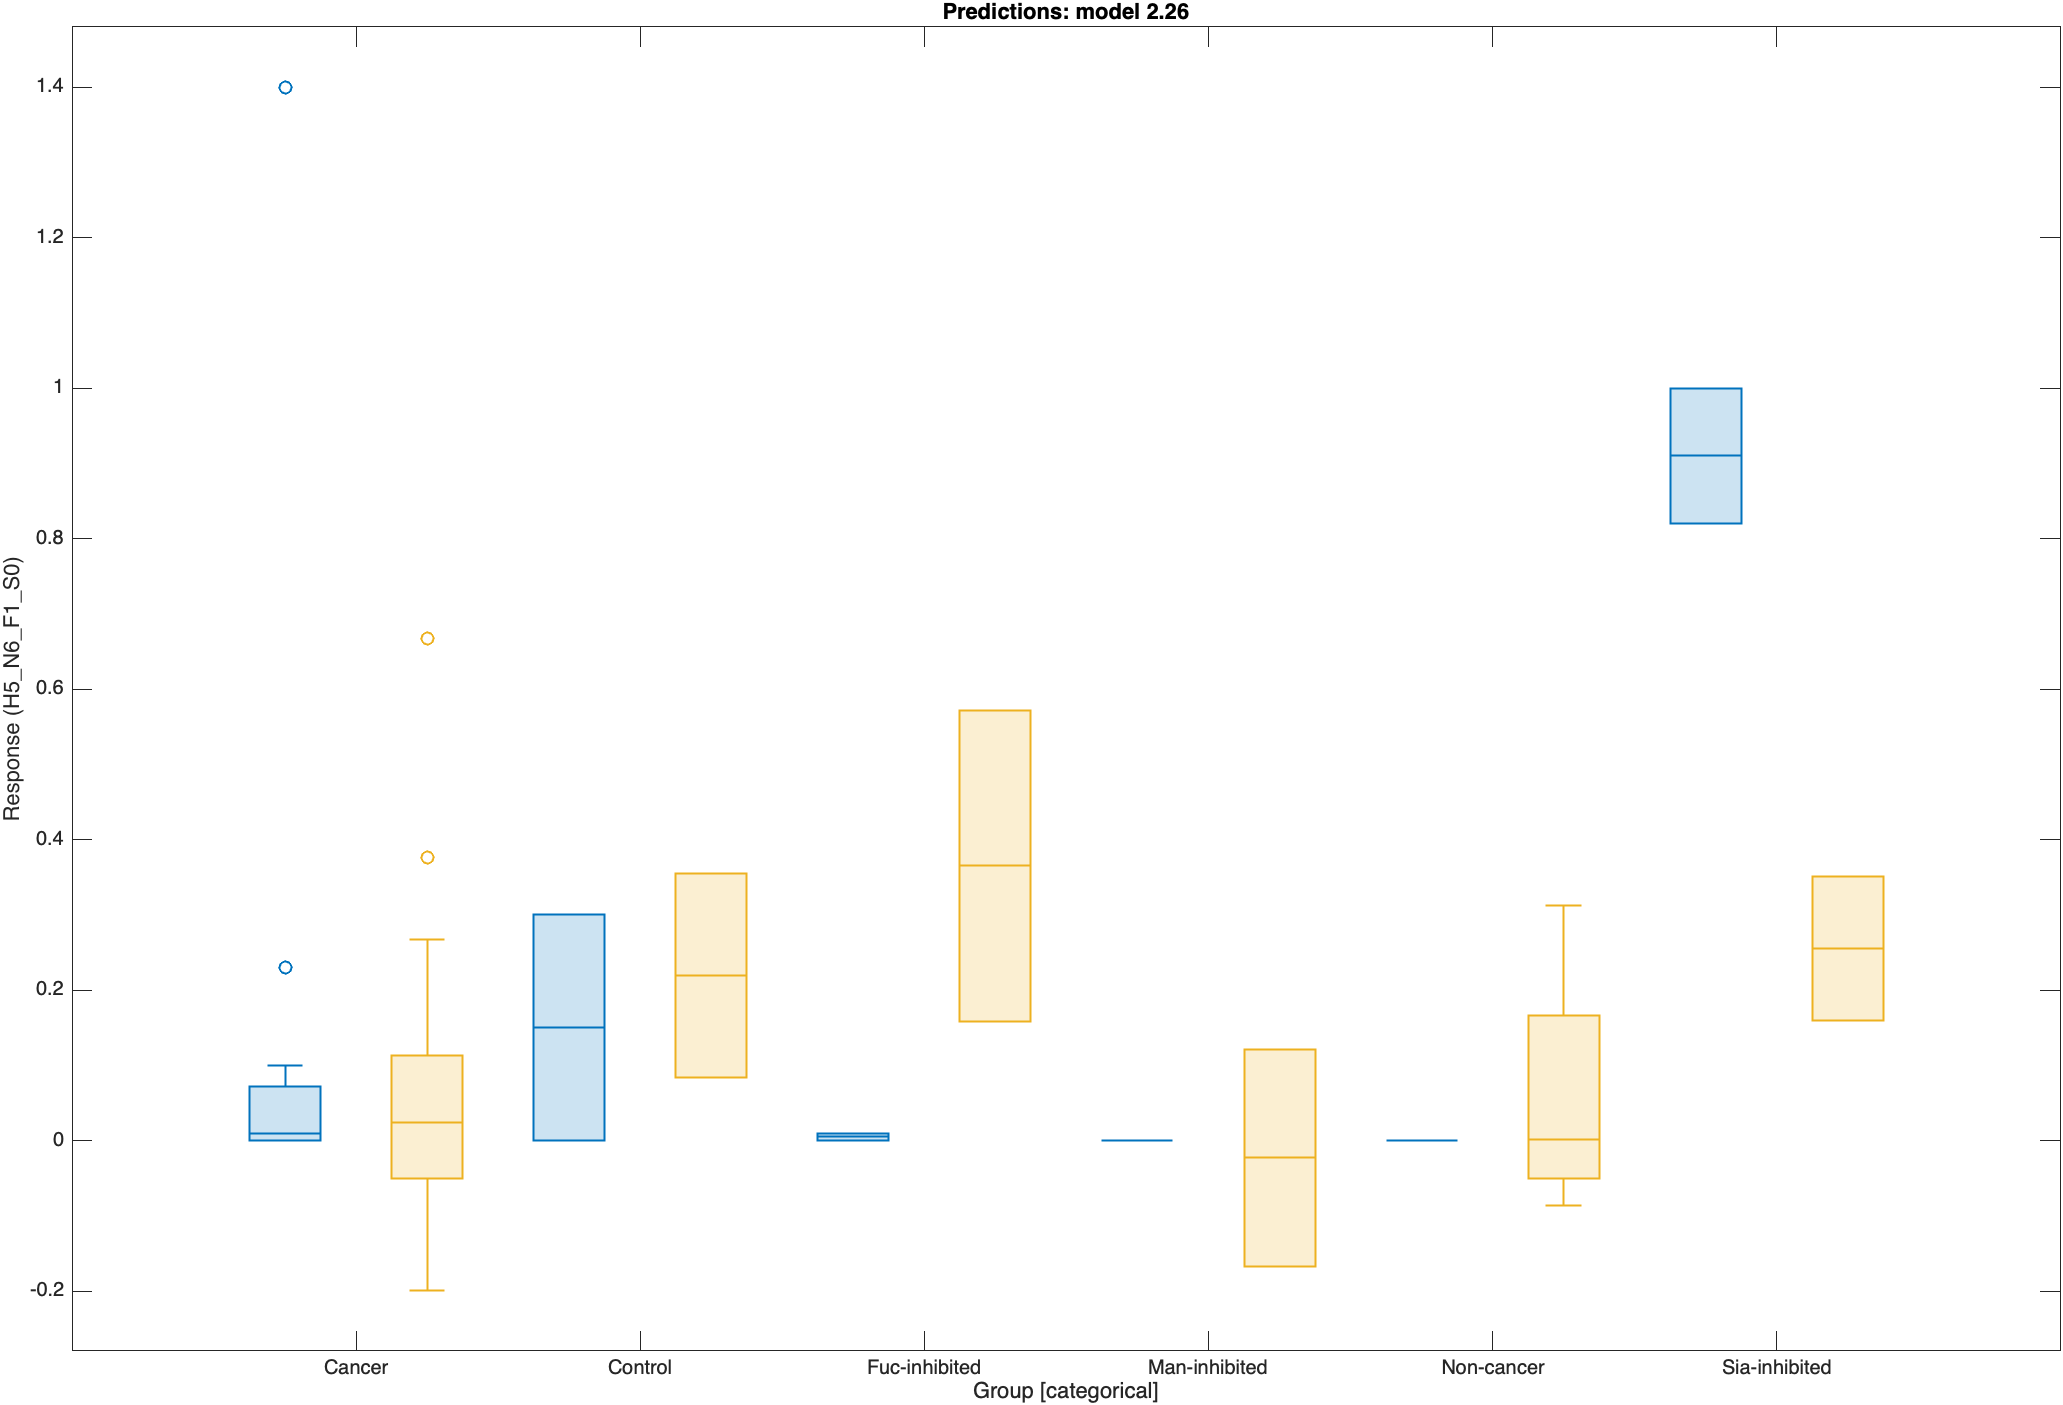 Predictions: model 2.26
Response (H5_N6_F1_S0)
1.4
1.2
1
0.8
0.6
0.4
0.2
0
-0.2
Cancer Control Fuc-inhibited Man-inhibited Non-cancer Sia-inhibited
Group [categorical]